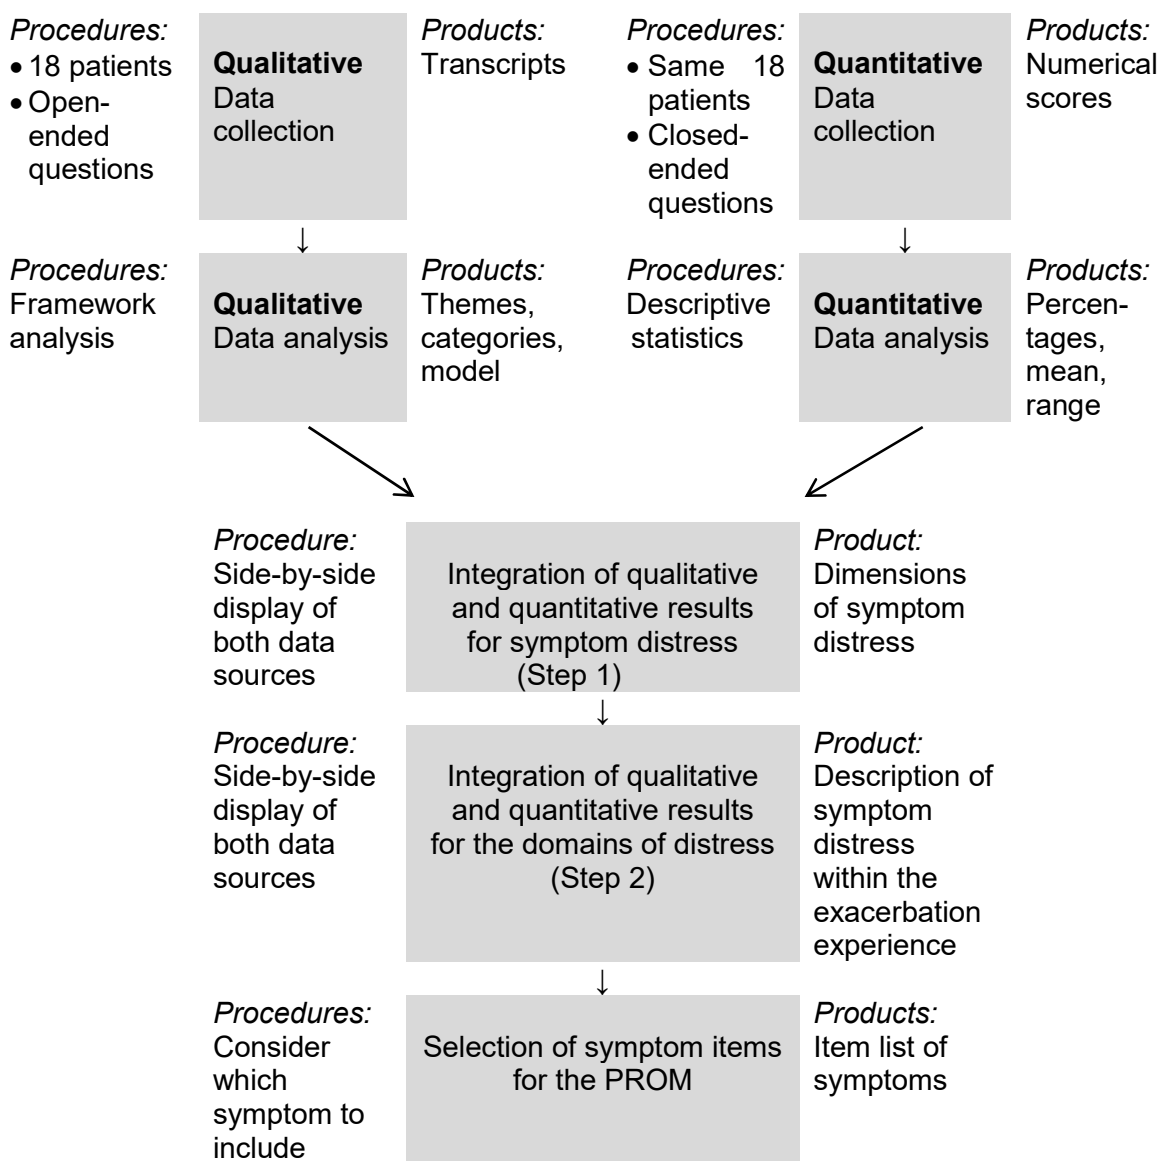 Procedures:
• 18 patients
• Open-
ended
questions
Qualitative
Data
collection
Products:
Transcripts
Procedures:
• Same 18
patients
• Closed-
ended
questions
Quantitative
Data
collection
Products:
Numerical
scores
↓
↓
Procedures:
Framework
analysis
Qualitative
Data analysis
Products:
Themes,
categories,
model
Procedures:
Descriptive
statistics
Quantitative
Data analysis
Products:
Percen-
tages,
mean,
range
Procedure:
Side-by-side
display of
both data
sources
Integration of qualitative
and quantitative results
for symptom distress
(Step 1)
Product:
Dimensions
of symptom
distress
↓
Procedure:
Side-by-side
display of
both data
sources
Integration of qualitative
and quantitative results
for the domains of distress
(Step 2)
Product:
Description of
symptom
distress
within the
exacerbation
experience
↓
Procedures:
Consider
which
symptom to
include
Selection of symptom items
for the PROM
Products:
Item list of
symptoms